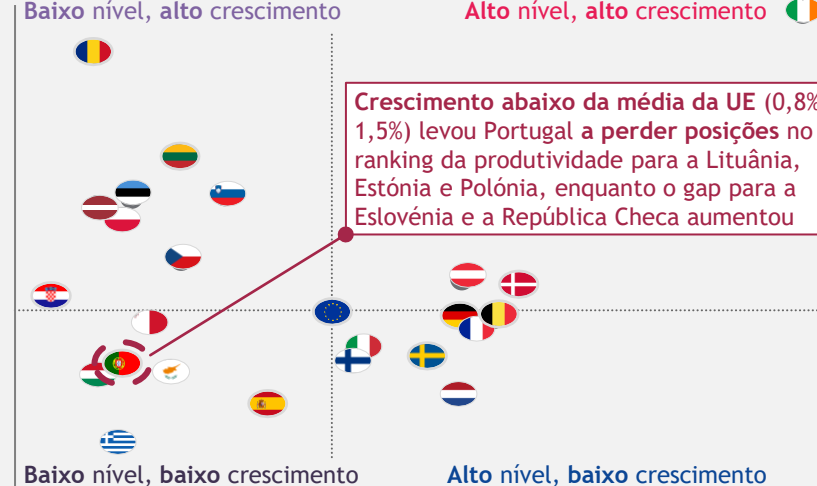 Baixo nível, alto crescimento
Alto nível, alto crescimento
Crescimento abaixo da média da UE (0,8%
1,5%) levou Portugal a perder posições no
ranking da produtividade para a Lituânia,
Estónia e Polónia, enquanto o gap para a
Eslovénia e a República Checa aumentou
Baixo nível, baixo crescimento
Alto nível, baixo crescimento